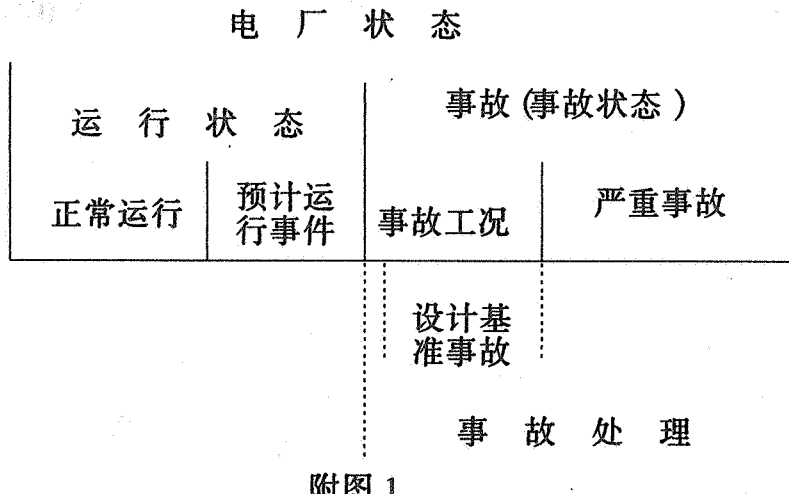 电厂状态
运行状态
事故(事故状态)
正常运行
预计运
行事件
事故工况
严重事故
设计基
准事故
事故处理
附图1